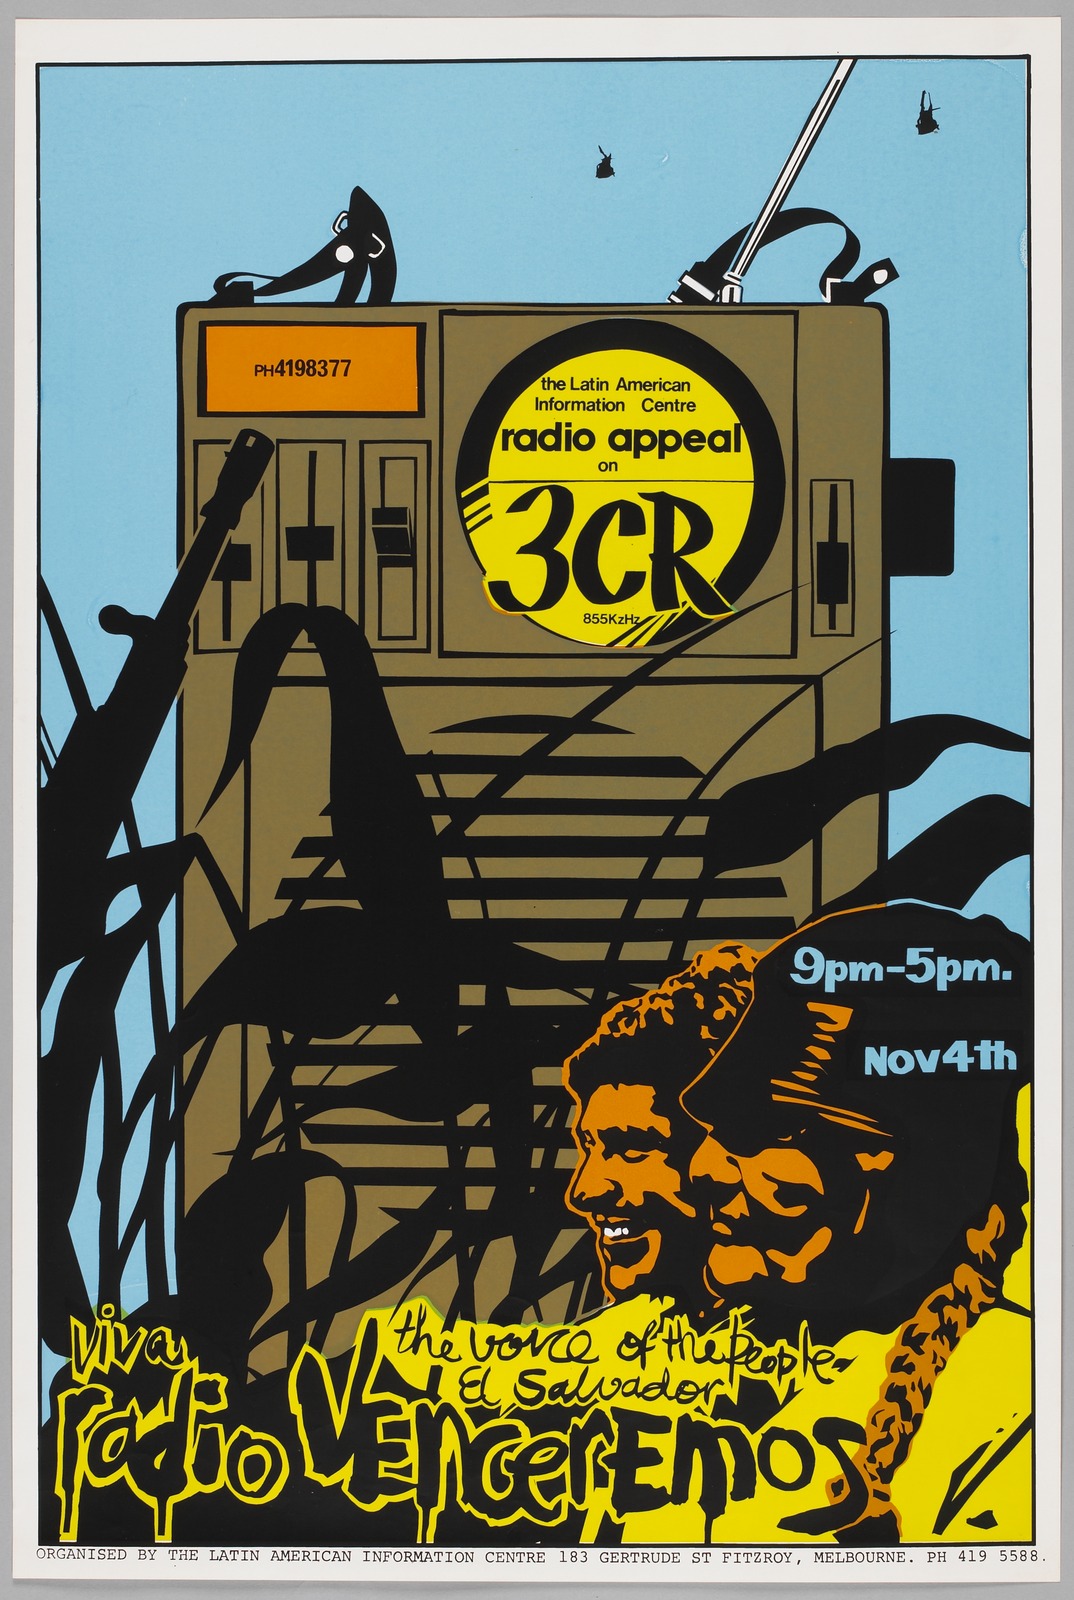 PH4198377
the Latin American
Information Centre
radio appeal
on
3CR
855KzHz
9pm-5pm.
Nov4th
viva
the voice of the people-
El Salvador
radio VencerEmos
ORGANISED BY THE LATIN AMERICAN INFORMATION CENTRE 183 GERTRUDE ST FITZROY, MELBOURNE. PH 419 5588.